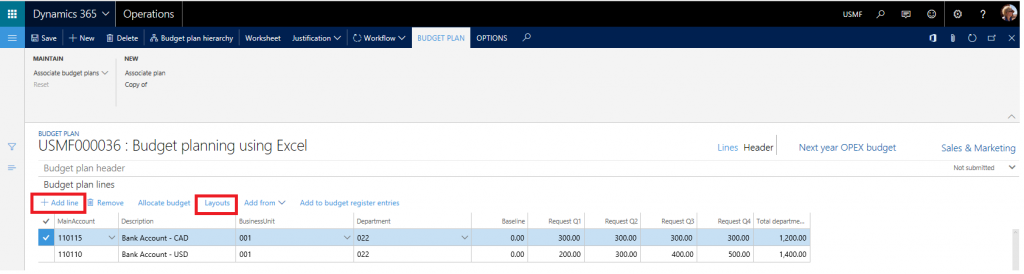 Dynamics 365 Operations USMF ?
Save + New Delete Budget plan hierarchy Worksheet Justification Workflow BUDGET PLAN OPTIONS
MAINTAIN NEW
Associate budget plans Associate plan
Reset Copy of
BUDGET PLAN
USMF000036 : Budget planning using Excel Lines Header Next year OPEX budget Sales & Marketing
Budget plan header Not submitted
Budget plan lines
+ Add line Remove Allocate budget Layouts Add from Add to budget register entries
MainAccount Description BusinessUnit Department Baseline Request Q1 Request Q2 Request Q3 Request Q4 Total departme...
110115 Bank Account - CAD 001 022 0.00 300.00 300.00 300.00 300.00 1,200.00
110110 Bank Account - USD 001 022 0.00 200.00 300.00 400.00 500.00 1,400.00